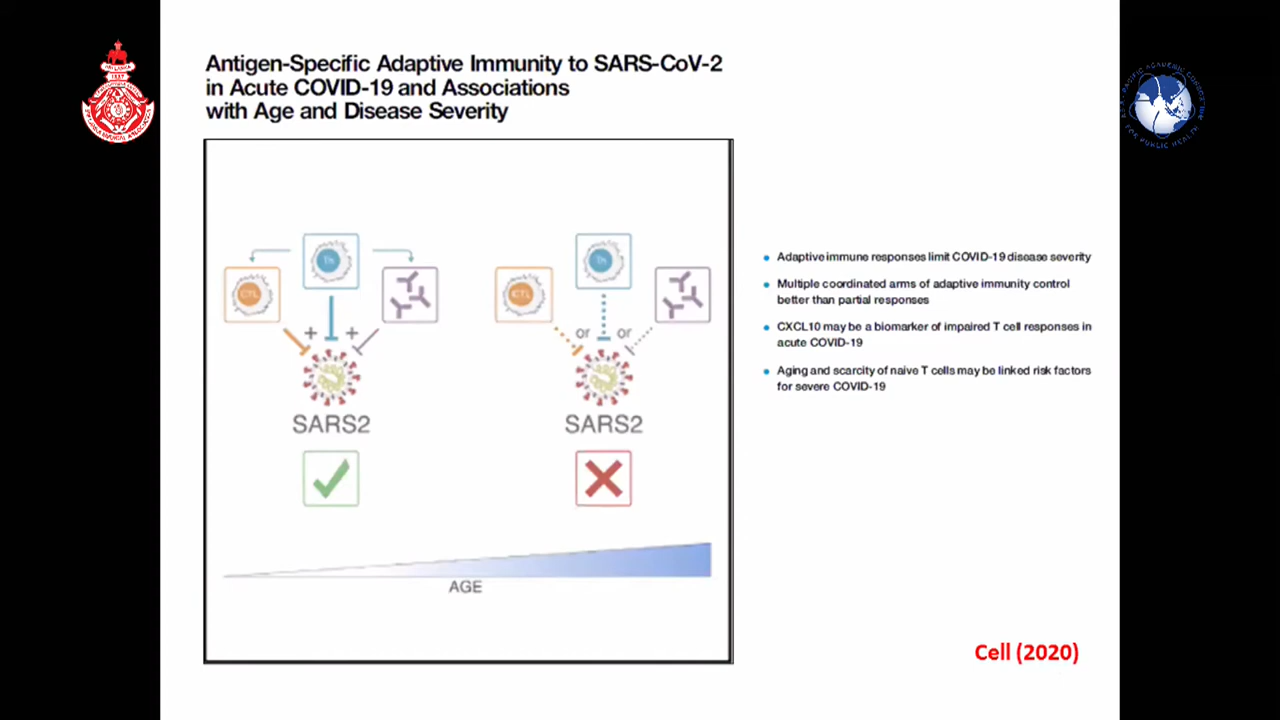 Antigen-Specific Adaptive Immunity to SARS-CoV-2
in Acute COVID-19 and Associations
with Age and Disease Severity
Th
CTL
+ +
SARS2
Th
CTL
or or
SARS2
AGE
Adaptive immune responses limit COVID-19 disease severity
Multiple coordinated arms of adaptive immunity control
better than partial responses
CXCL10 may be a biomarker of impaired T cell responses in
acute COVID-19
Aging and scarcity of naive T cells may be linked risk factors
for severe COVID-19
Cell (2020)
FOR PUBLIC HEALTH